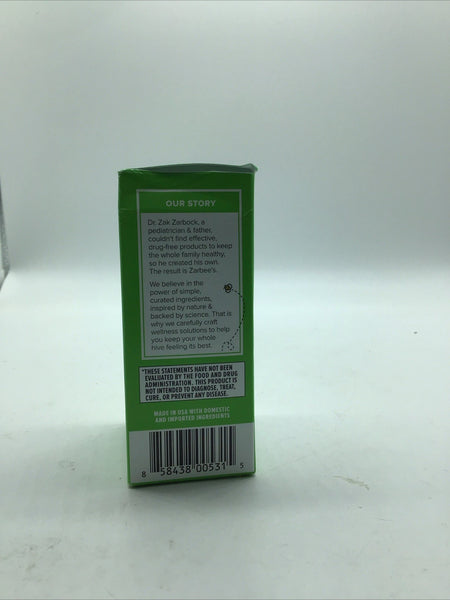 OUR STORY
Dr. Zak Zarbock, a
pediatrician & father,
couldn't find effective,
drug-free products to keep
the whole family healthy,
so he created his own.
The result is Zarbee's.
We believe in the
power of simple,
curated ingredients,
inspired by nature &
backed by science. That is
why we carefully craft
wellness solutions to help
you keep your whole
hive feeling its best.
*THESE STATEMENTS HAVE NOT BEEN
EVALUATED BY THE FOOD AND DRUG
ADMINISTRATION. THIS PRODUCT IS
NOT INTENDED TO DIAGNOSE, TREAT,
CURE, OR PREVENT ANY DISEASE.
MADE IN USA WITH DOMESTIC
AND IMPORTED INGREDIENTS
8 58438 00531 5